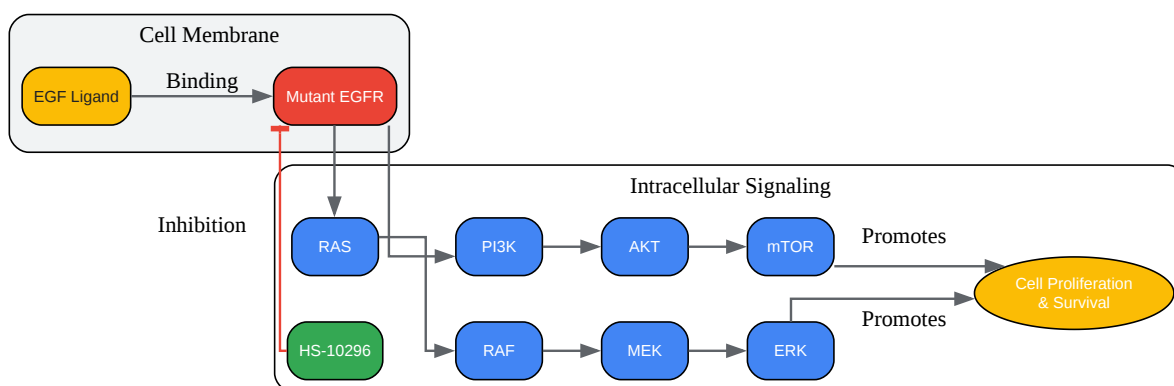 Cell Membrane
EGF Ligand
Binding
Mutant EGFR
Intracellular Signaling
Inhibition
RAS
PI3K
AKT
mTOR
Promotes
Cell Proliferation
& Survival
HS-10296
RAF
MEK
ERK
Promotes